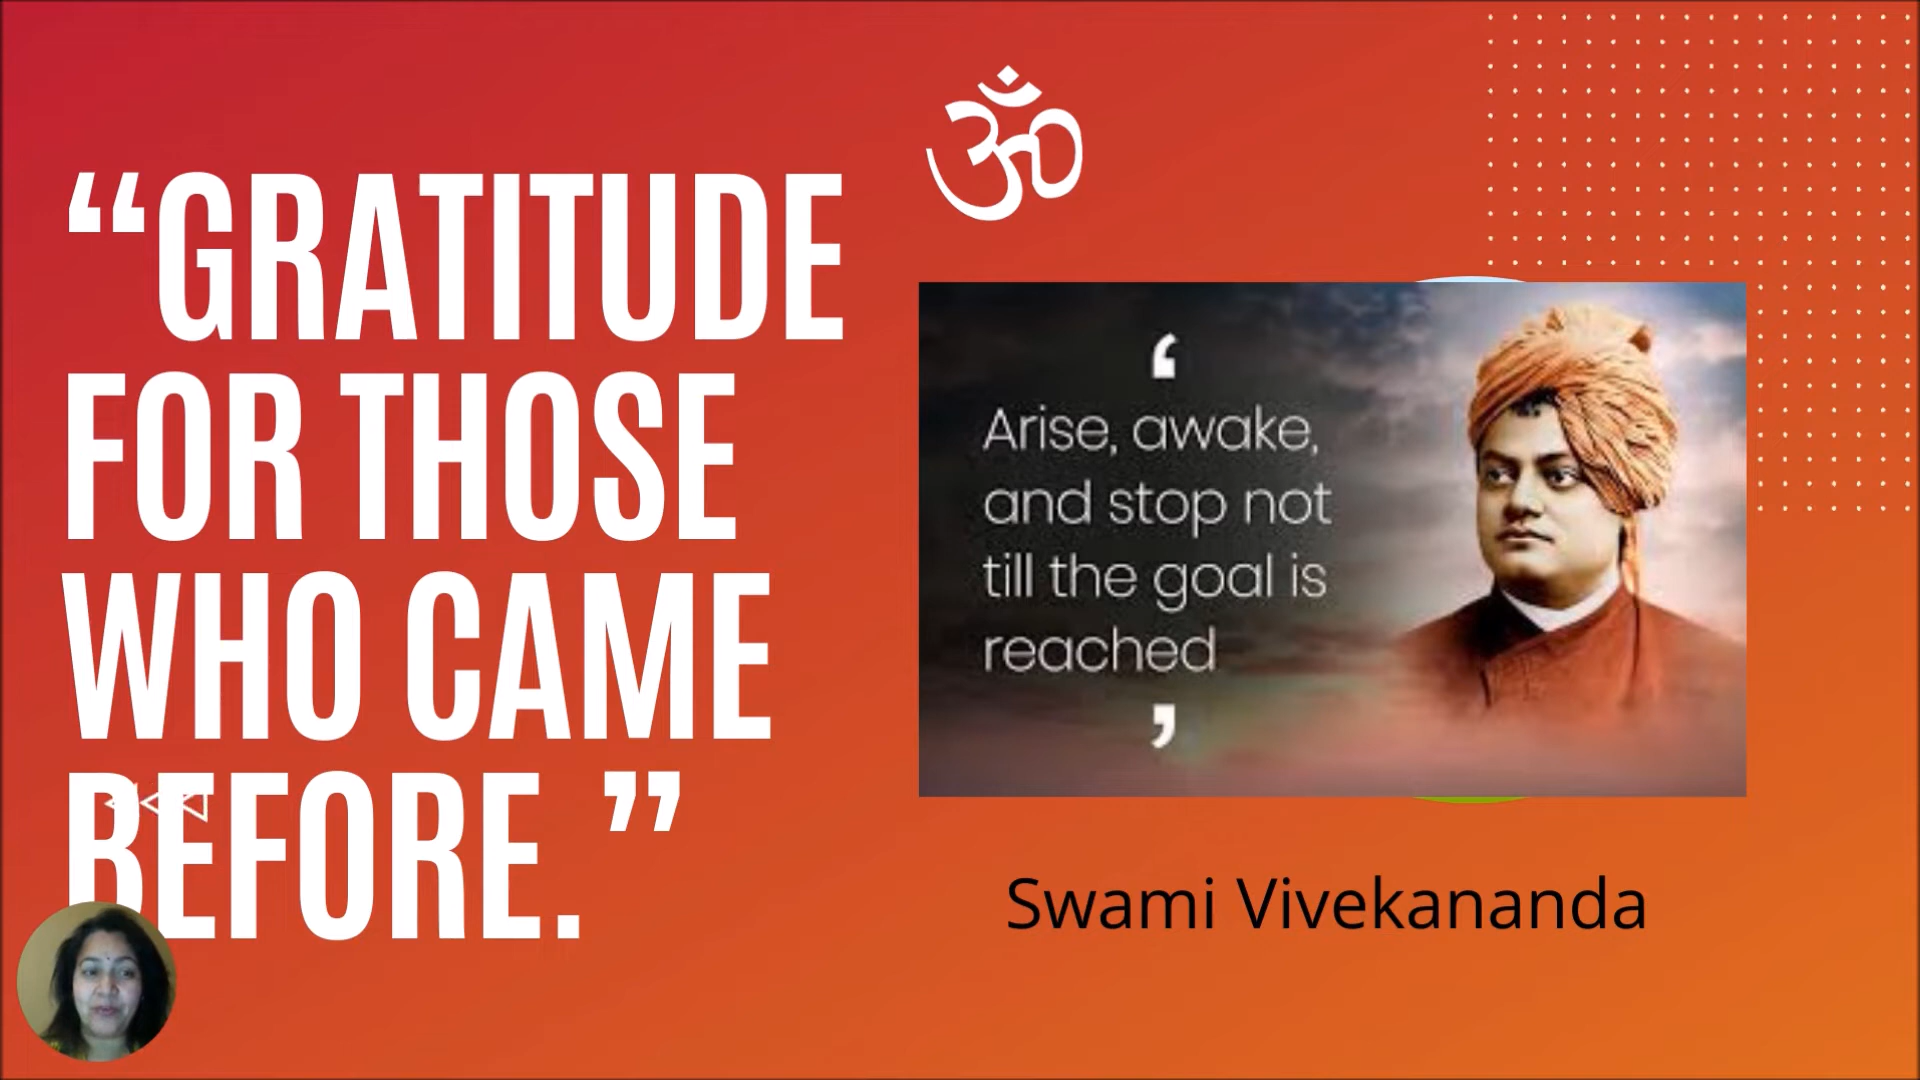 “GRATITUDE
FOR THOSE
WHO CAME
BEFORE.”
ॐ
‘
Arise, awake,
and stop not
till the goal is
reached
’
Swami Vivekananda